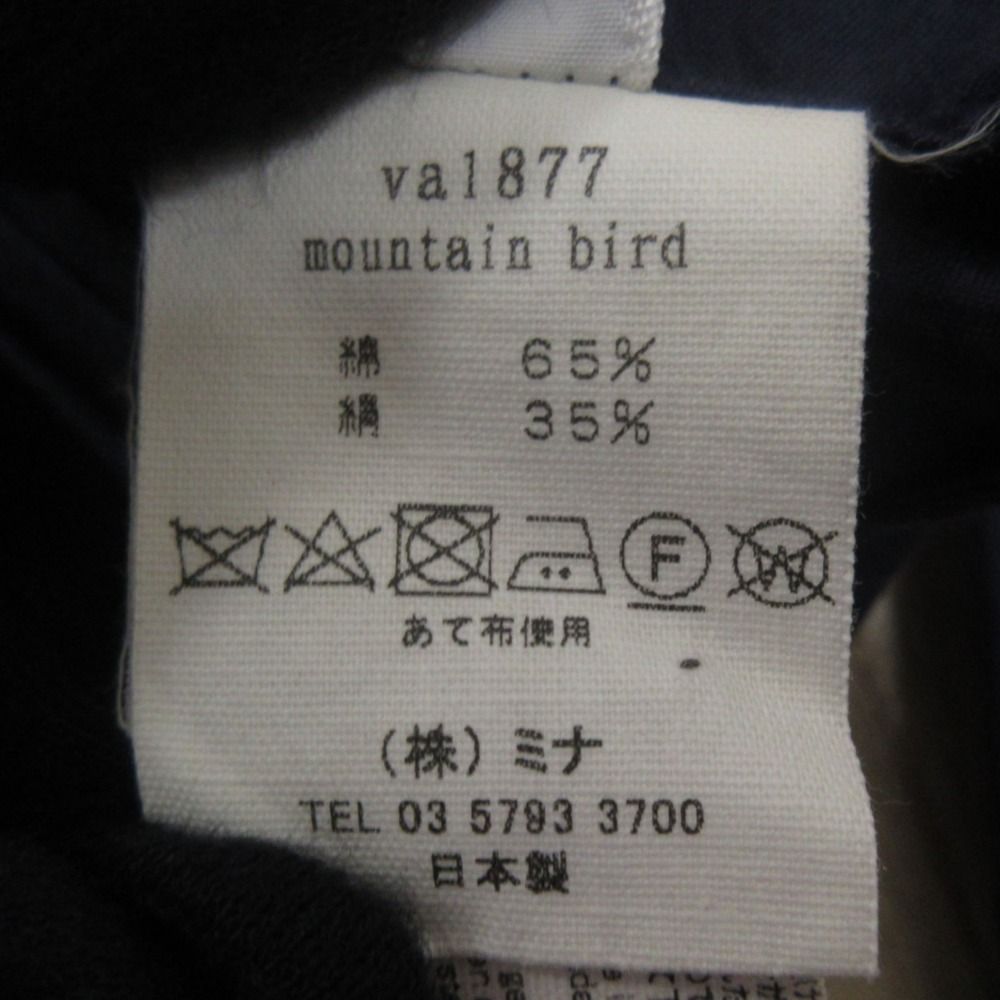 va1877
mountain bird
綿 65%
絹 35%
F W
あて布使用
(株)ミナ
TEL 03 5793 3700
日本製